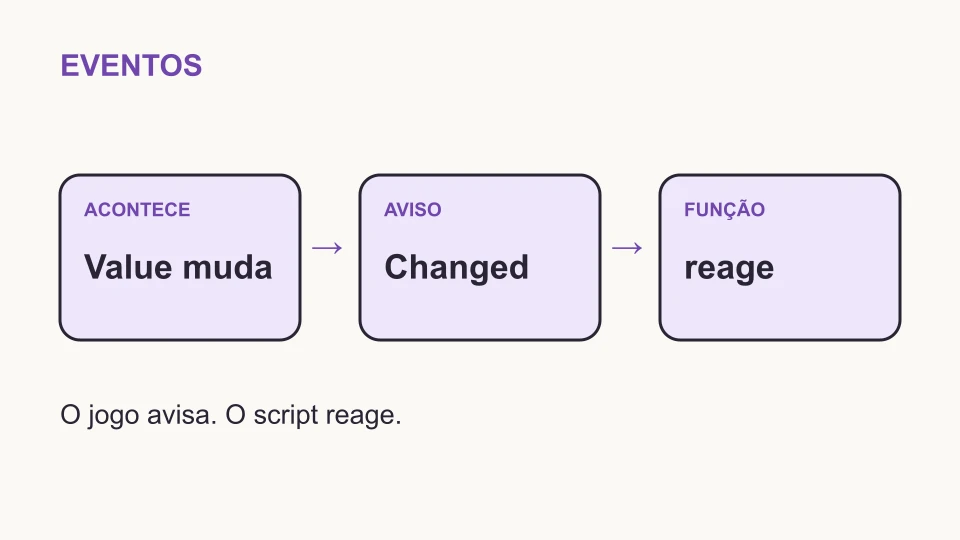 EVENTOS
ACONTECE
Value muda
→
AVISO
Changed
→
FUNÇÃO
reage
O jogo avisa. O script reage.